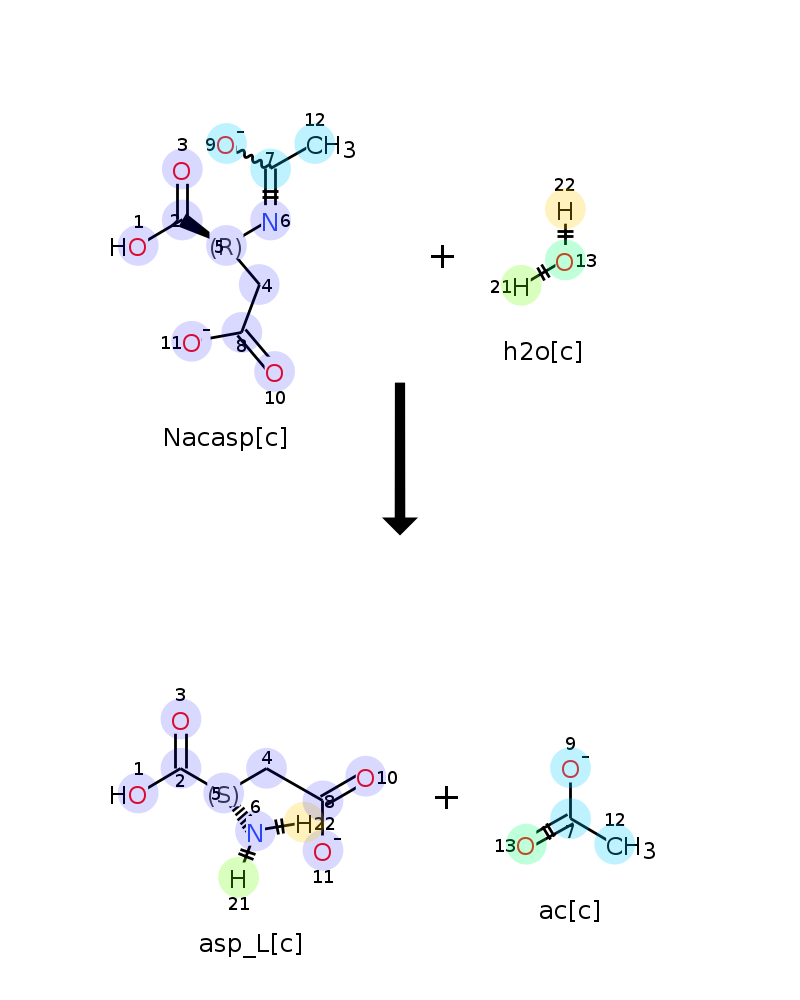 12
3
9 O - CH3
O 7
22
1 2 N 6 H
HO 5 (R) + O 13
21 H
4
11 O - 8
O h2o[c]
10
Nacasp[c]
3
O
9
O -
1 4
HO 2 5 (S) O 10 +
6 8
N H 22 7 12
O - 13 O CH3
H 11
21
ac[c]
asp_L[c]